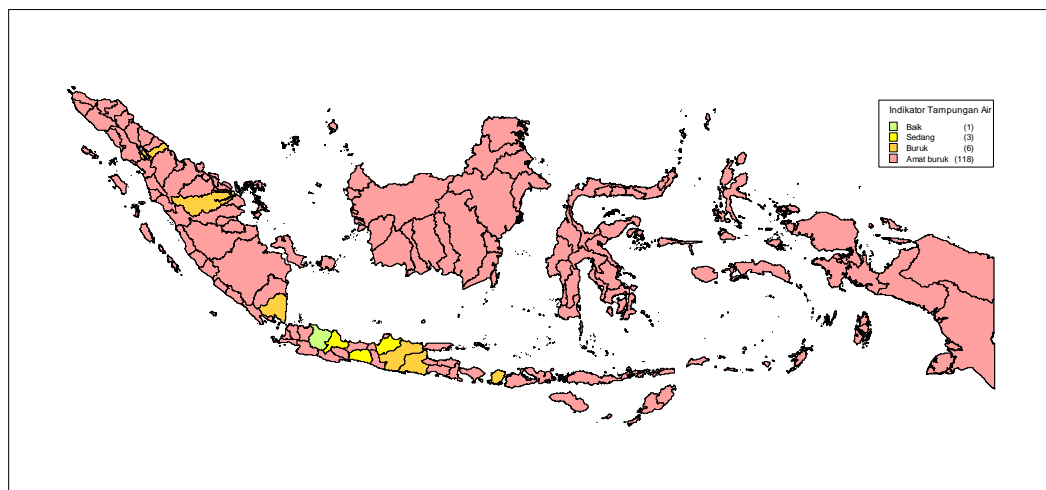 Indikator Tampungan Air
Baik (1)
Sedang (3)
Buruk (6)
Amat buruk (118)